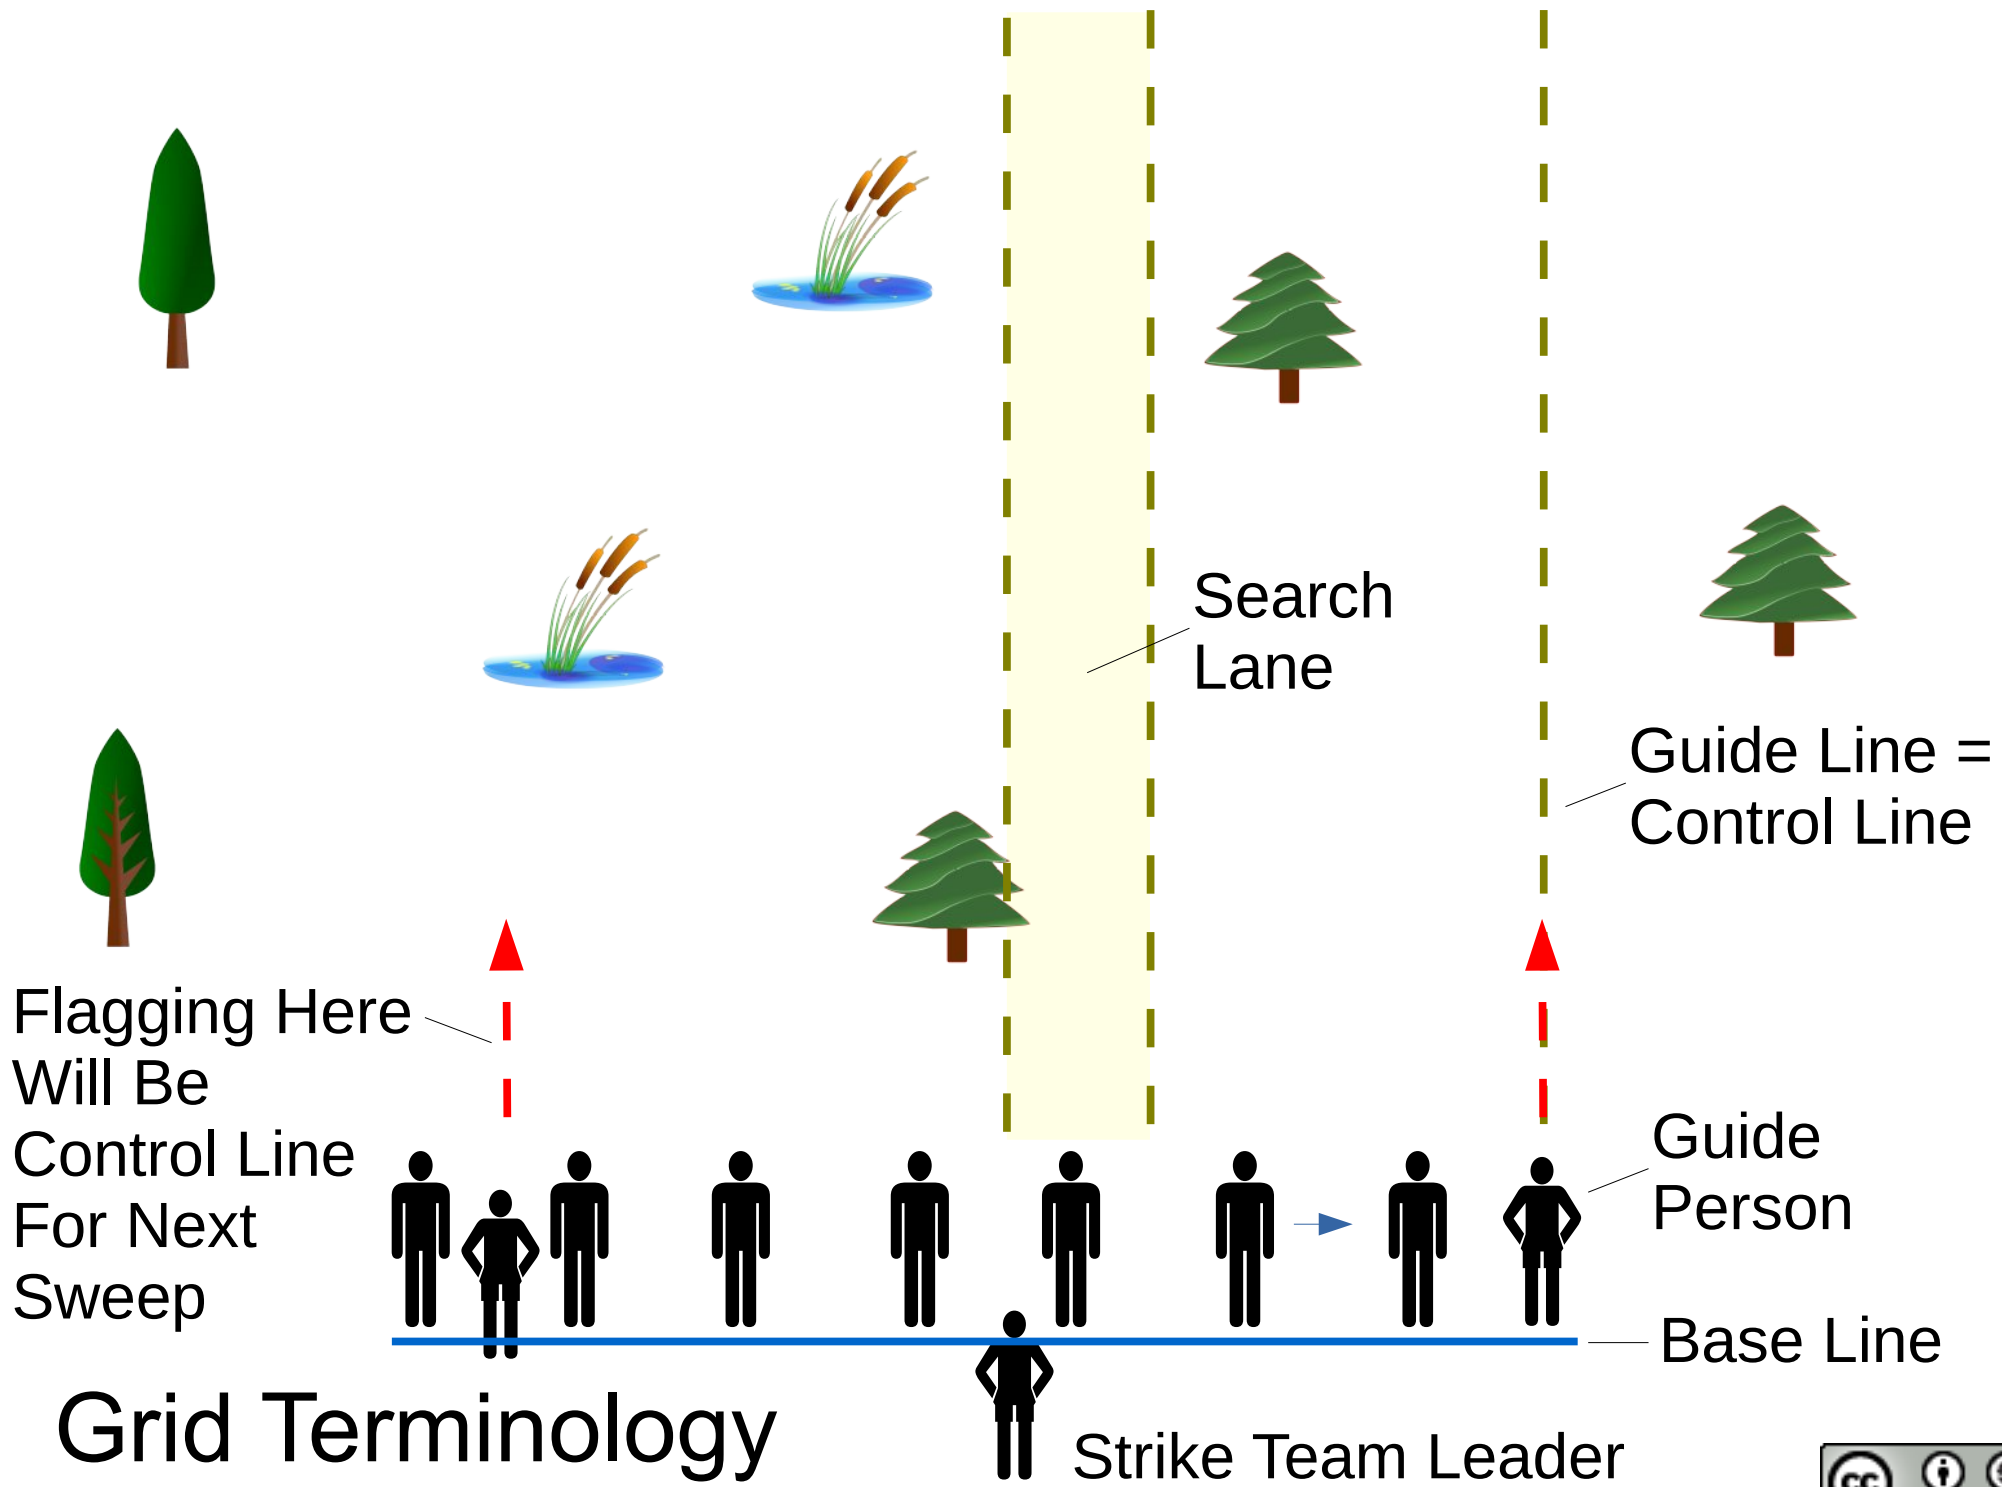 Search
Lane
Guide Line =
Control Line
Flagging Here
Will Be
Control Line
For Next
Sweep
Guide
Person
Base Line
Grid Terminology
Strike Team Leader
cc